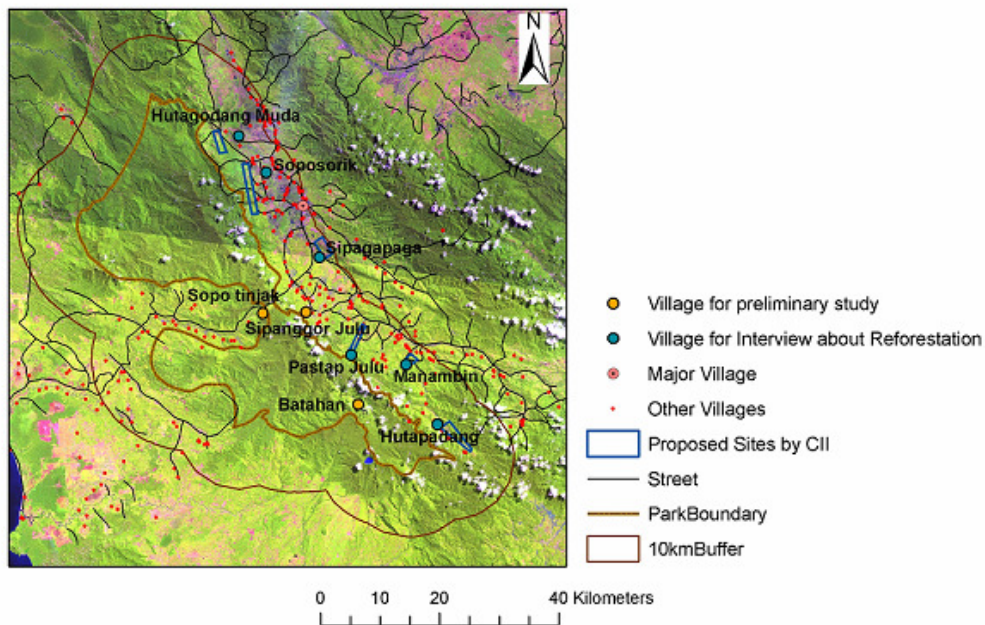 N
Hutagodang Muda
Soposorik
Sipagapaga
Sopo tinjak
Sipanggor Julu
Pastap Julu
Manambin
Batahan
Hutapadang
Village for preliminary study
Village for Interview about Reforestation
Major Village
Other Villages
Proposed Sites by CII
Street
ParkBoundary
10kmBuffer
0 10 20 40 Kilometers